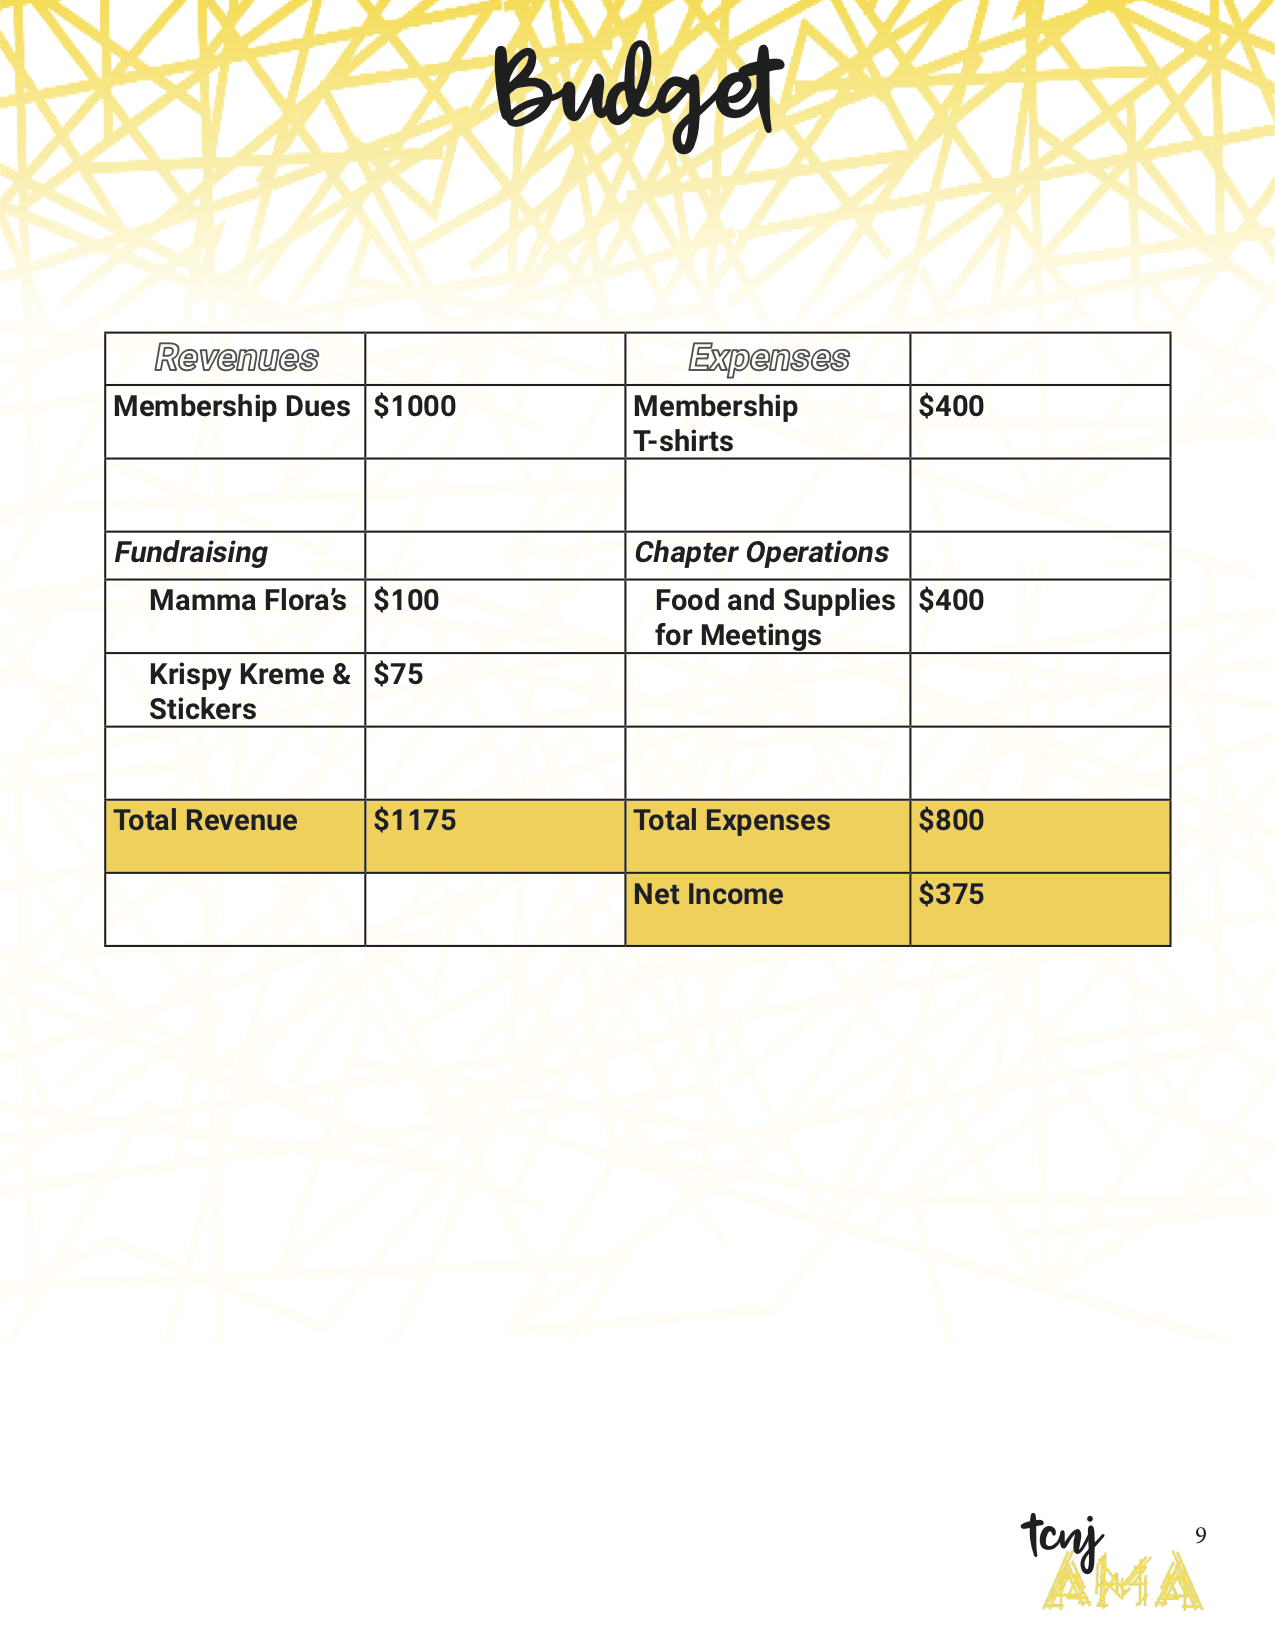 Budget
Revenues Expenses
Membership Dues $1000 Membership $400
T-shirts
Fundraising Chapter Operations
Mamma Flora’s $100 Food and Supplies $400
for Meetings
Krispy Kreme & $75
Stickers
Total Revenue $1175 Total Expenses $800
Net Income $375
tcnj 9
AMA